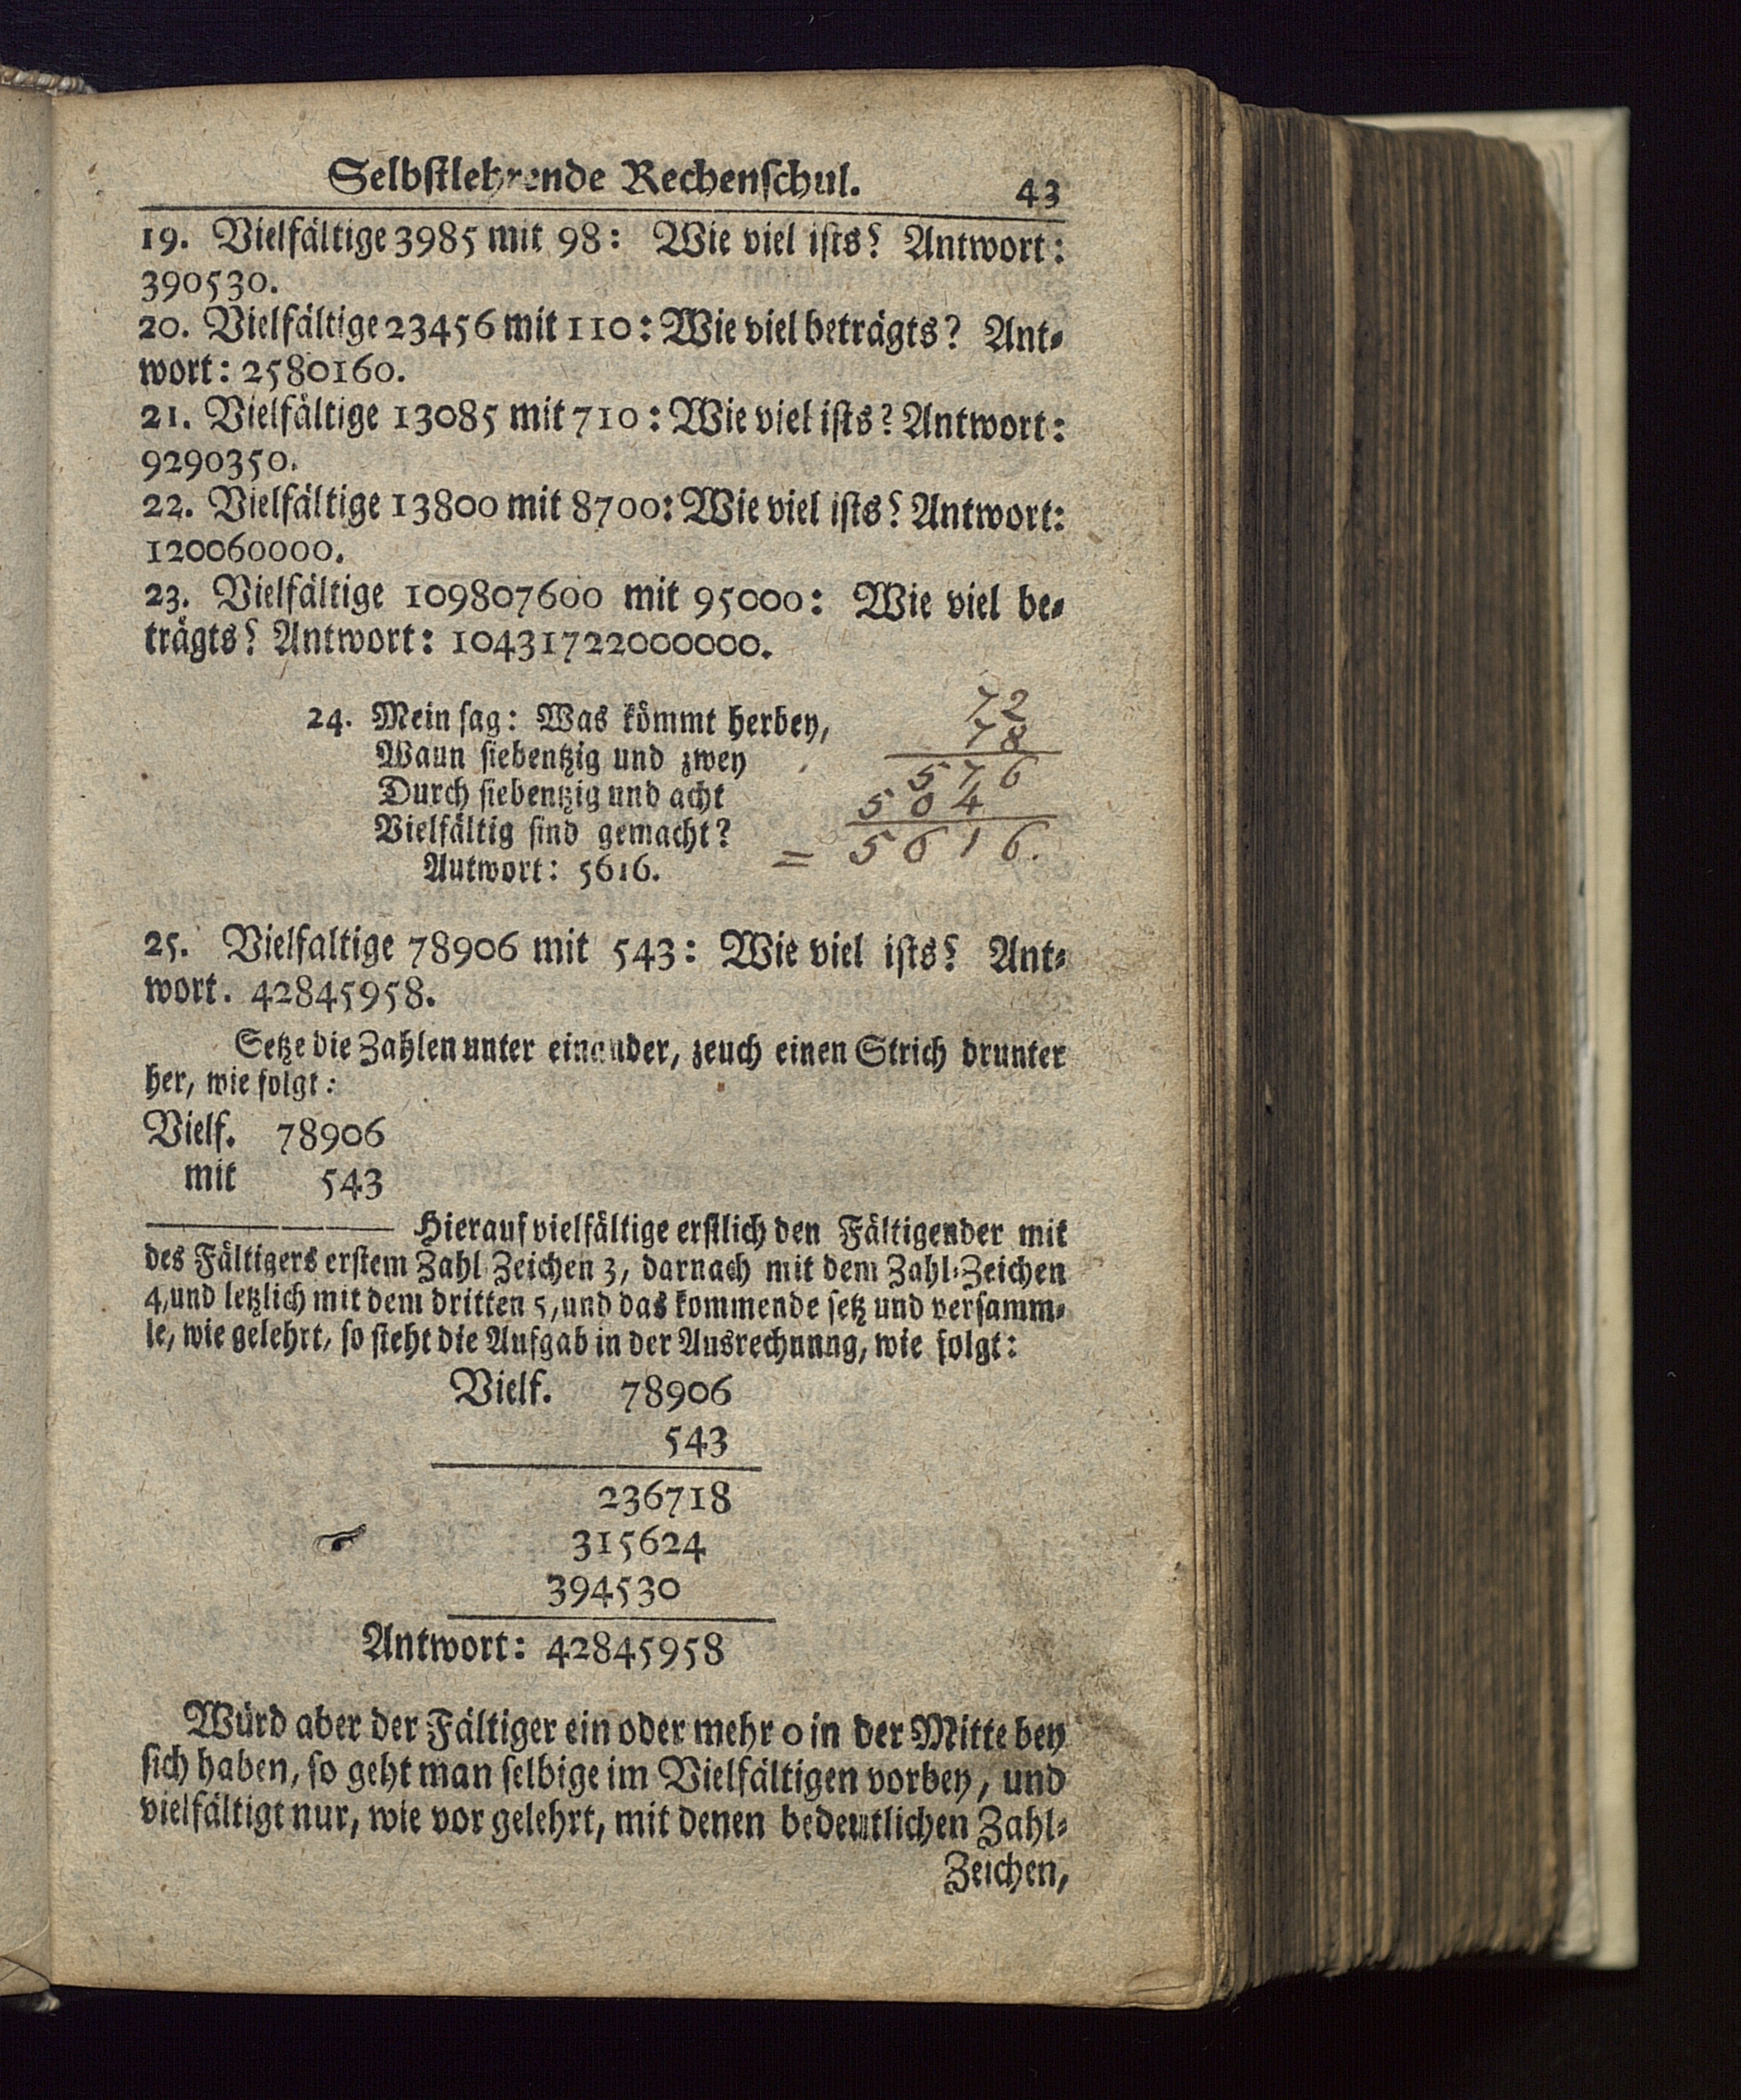 Selbstlehrende Rechenschul. 43
19. Vielfältige 3985 mit 98: Wie viel ists? Antwort:
390530.
20. Vielfältige 23456 mit 110: Wie viel beträgts? Ant-
wort: 2580160.
21. Vielfältige 13085 mit 710: Wie viel ists? Antwort:
9290350.
22. Vielfältige 13800 mit 8700: Wie viel ists? Antwort:
120060000.
23. Vielfältige 109807600 mit 95000: Wie viel be-
trägts? Antwort: 10431722000000.
24. Mein sag: Was kömmt herbey,
Waun siebentzig und zwey
Durch siebentzig und acht
Vielfältig sind gemacht?
Autwort: 5616.
72
78
576
504
= 5616.
25. Vielfaltige 78906 mit 543: Wie viel ists? Ant-
wort. 42845958.
Setze die Zahlen unter einander, zeuch einen Strich drunter
her, wie folgt:
Vielf. 78906
mit 543
Hierauf vielfältige erstlich den Fältigender mit
des Fältigers erstem Zahl-Zeichen 3, darnach mit dem Zahl-Zeichen
4, und letzlich mit dem dritten 5, und das kommende setz und versamm-
le, wie gelehrt, so steht die Aufgab in der Ausrechnung, wie folgt:
Vielf. 78906
543
236718
315624
394530
Antwort: 42845958
Würd aber der Fältiger ein oder mehr 0 in der Mitte bey
sich haben, so geht man selbige im Vielfältigen vorbey, und
vielfältigt nur, wie vor gelehrt, mit denen bedeutlichen Zahl-
Zeichen,